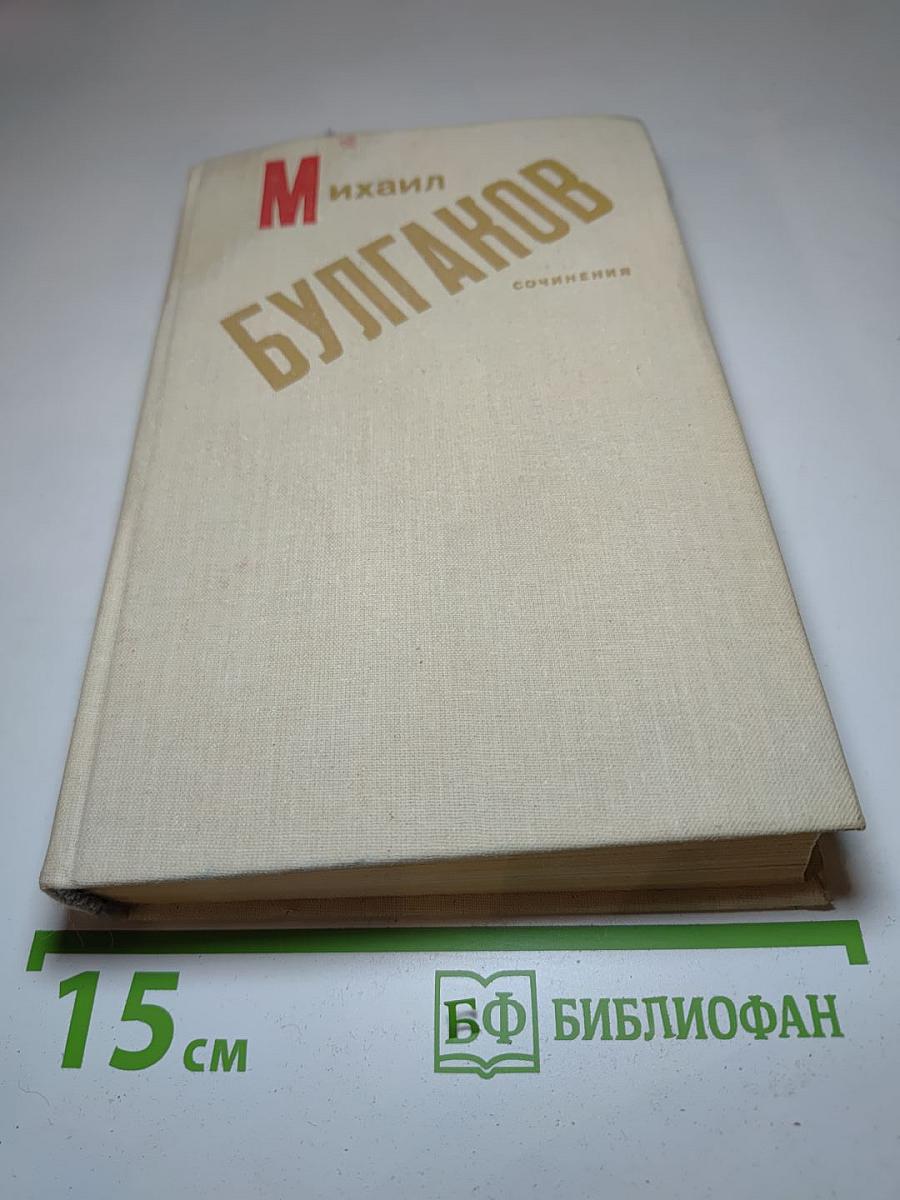 Михаил
БУЛГАКОВ
СОЧИНЕНИЯ
15 см
БФ БИБЛИОФАН